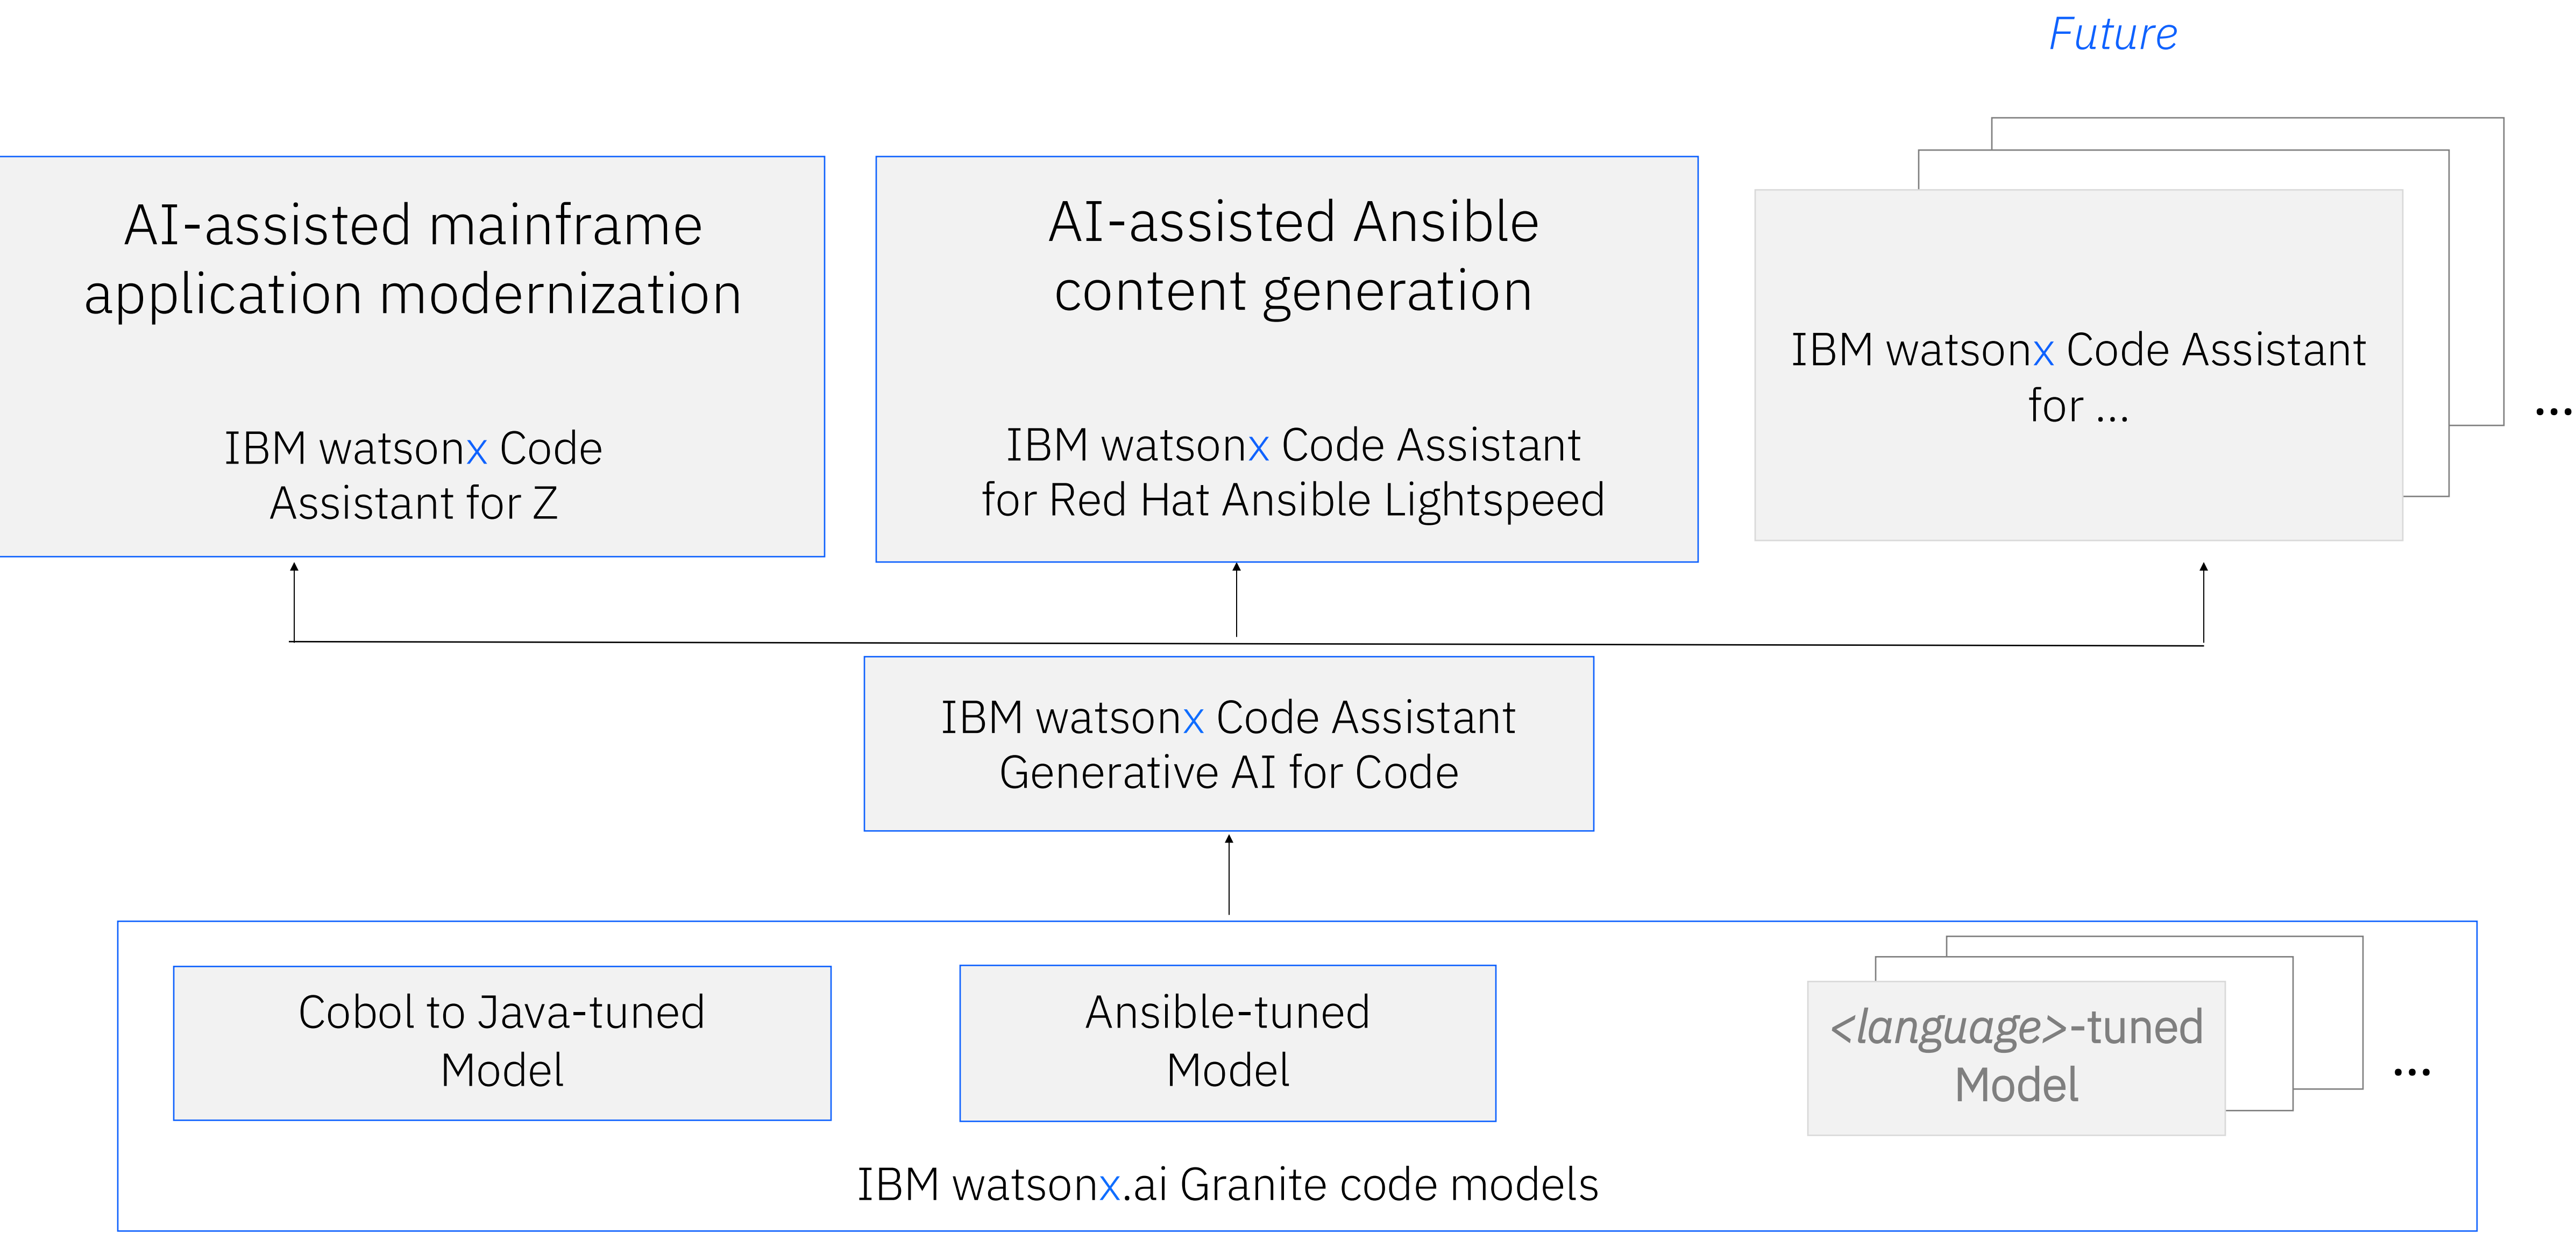 Future
AI-assisted mainframe
application modernization
IBM watsonx Code
Assistant for Z
AI-assisted Ansible
content generation
IBM watsonx Code Assistant
for Red Hat Ansible Lightspeed
IBM watsonx Code Assistant
for ...
...
IBM watsonx Code Assistant
Generative AI for Code
Cobol to Java-tuned
Model
Ansible-tuned
Model
<language>-tuned
Model
...
IBM watsonx.ai Granite code models